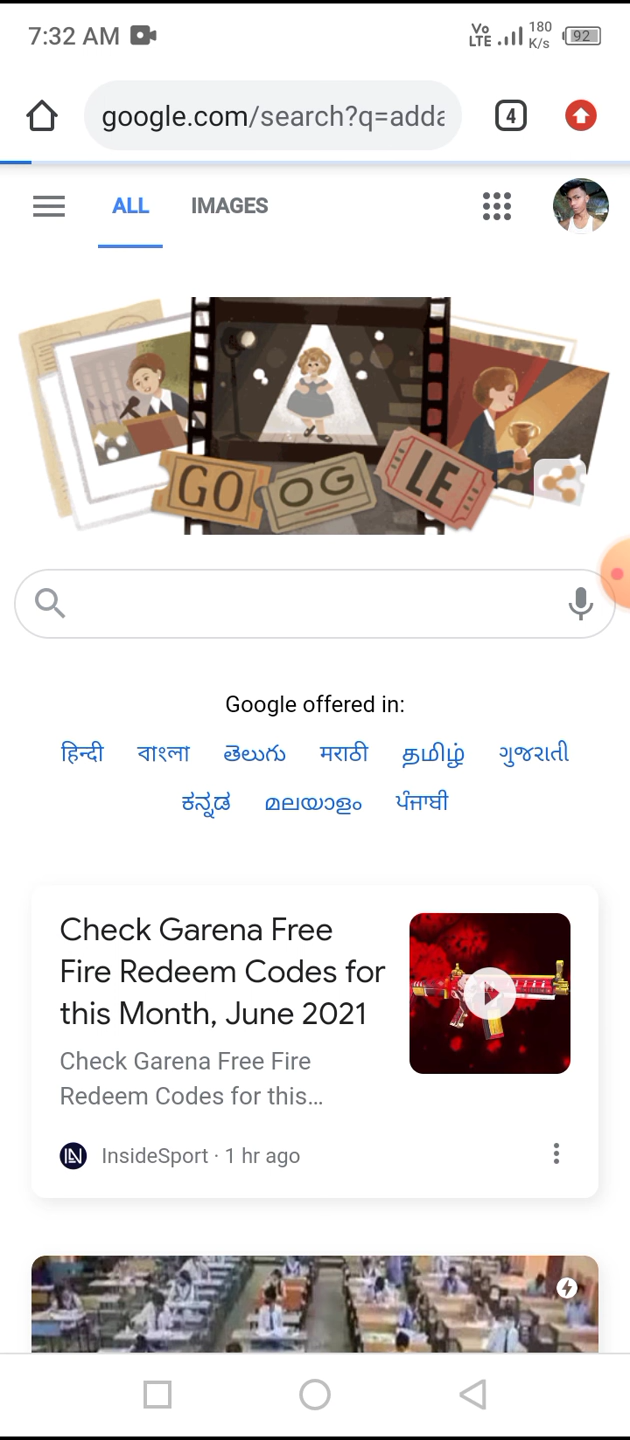 7:32 AM
Vo LTE
180 K/s
92
google.com/search?q=adda
4
ALL IMAGES
GO OG LE
Google offered in:
हिन्दी বাংলা తెలుగు मराठी தமிழ் ગુજરાતી
ಕನ್ನಡ മലയാളം ਪੰਜਾਬੀ
Check Garena Free
Fire Redeem Codes for
this Month, June 2021
Check Garena Free Fire
Redeem Codes for this...
InsideSport · 1 hr ago